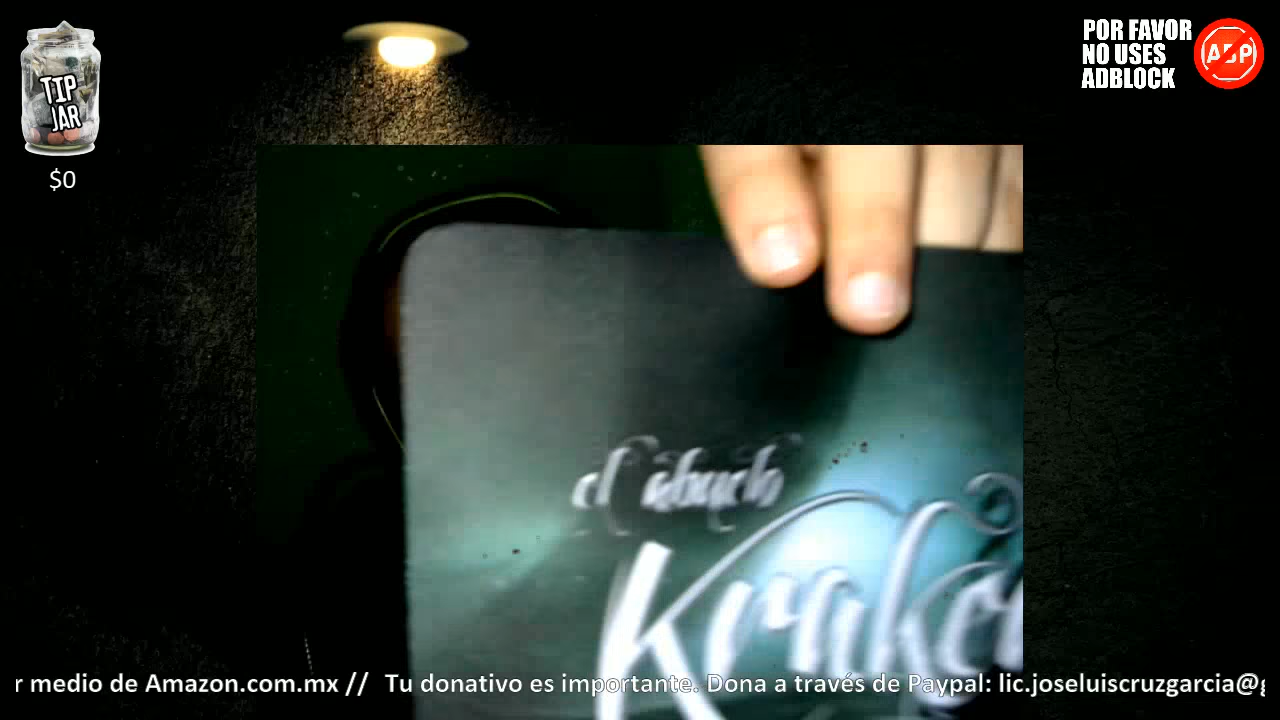 TIP
JAR
$0
POR FAVOR
NO USES
ADBLOCK
ABP
el abuelo
Kraken
r medio de Amazon.com.mx // Tu donativo es importante. Dona a través de Paypal: lic.joseluiscruzgarcia@g